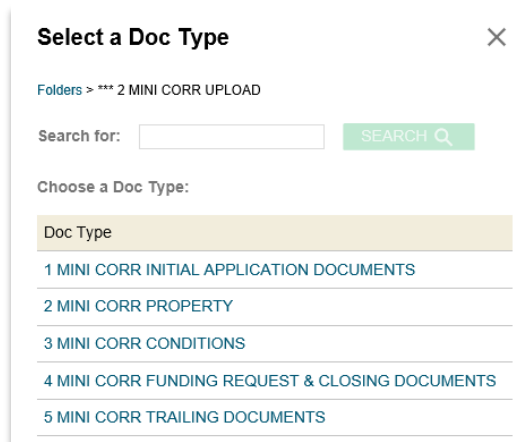 Select a Doc Type
Folders > *** 2 MINI CORR UPLOAD
Search for:
SEARCH
Choose a Doc Type:
Doc Type
1 MINI CORR INITIAL APPLICATION DOCUMENTS
2 MINI CORR PROPERTY
3 MINI CORR CONDITIONS
4 MINI CORR FUNDING REQUEST & CLOSING DOCUMENTS
5 MINI CORR TRAILING DOCUMENTS